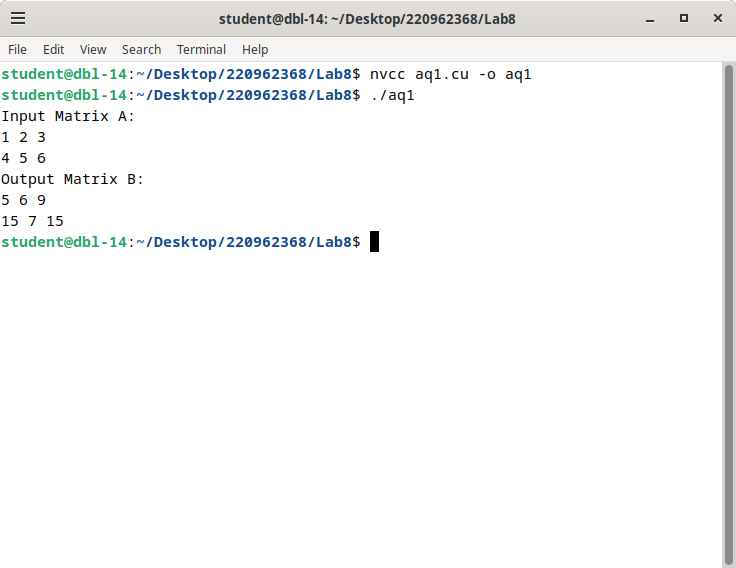 student@dbl-14: ~/Desktop/220962368/Lab8
File Edit View Search Terminal Help
student@dbl-14:~/Desktop/220962368/Lab8$ nvcc aq1.cu -o aq1
student@dbl-14:~/Desktop/220962368/Lab8$ ./aq1
Input Matrix A:
1 2 3
4 5 6
Output Matrix B:
5 6 9
15 7 15
student@dbl-14:~/Desktop/220962368/Lab8$